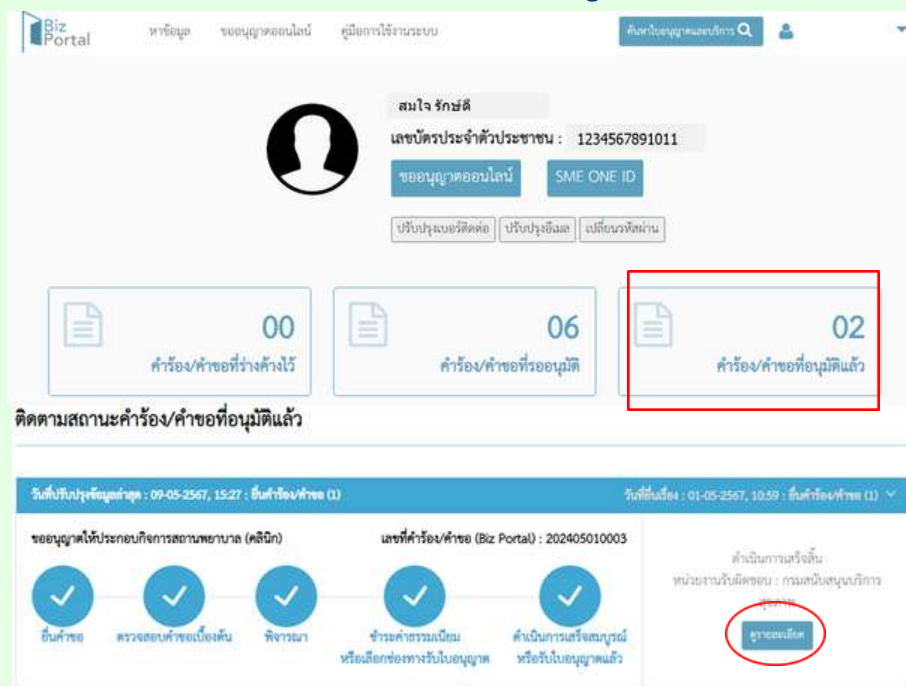 Biz
Portal
หาข้อมูล ขออนุญาตออนไลน์ คู่มือการใช้งานระบบ ค้นหาใบอนุญาตและบริการ
สมใจ รักษ์ดี
เลขบัตรประจำตัวประชาชน : 1234567891011
ขออนุญาตออนไลน์ SME ONE ID
ปรับปรุงเบอร์ติดต่อ ปรับปรุงอีเมล เปลี่ยนรหัสผ่าน
00 06 02
คำร้อง/คำขอที่ร่างค้างไว้ คำร้อง/คำขอที่รออนุมัติ คำร้อง/คำขอที่อนุมัติแล้ว
ติดตามสถานะคำร้อง/คำขอที่อนุมัติแล้ว
วันที่ปรับปรุงข้อมูลล่าสุด : 09-05-2567, 15:27 : ยื่นคำร้อง/คำขอ (1) วันที่ยื่นเรื่อง : 01-05-2567, 10:59 : ยื่นคำร้อง/คำขอ (1)
ขออนุญาตให้ประกอบกิจการสถานพยาบาล (คลินิก) เลขที่คำร้อง/คำขอ (Biz Portal) : 202405010003
ดำเนินการเสร็จสิ้น
หน่วยงานรับผิดชอบ : กรมสนับสนุนบริการ
สุขภาพ
ดูรายละเอียด
ยื่นคำขอ ตรวจสอบคำขอเบื้องต้น พิจารณา ชำระค่าธรรมเนียม ดำเนินการเสร็จสมบูรณ์
หรือเลือกช่องทางรับใบอนุญาต หรือรับใบอนุญาตแล้ว